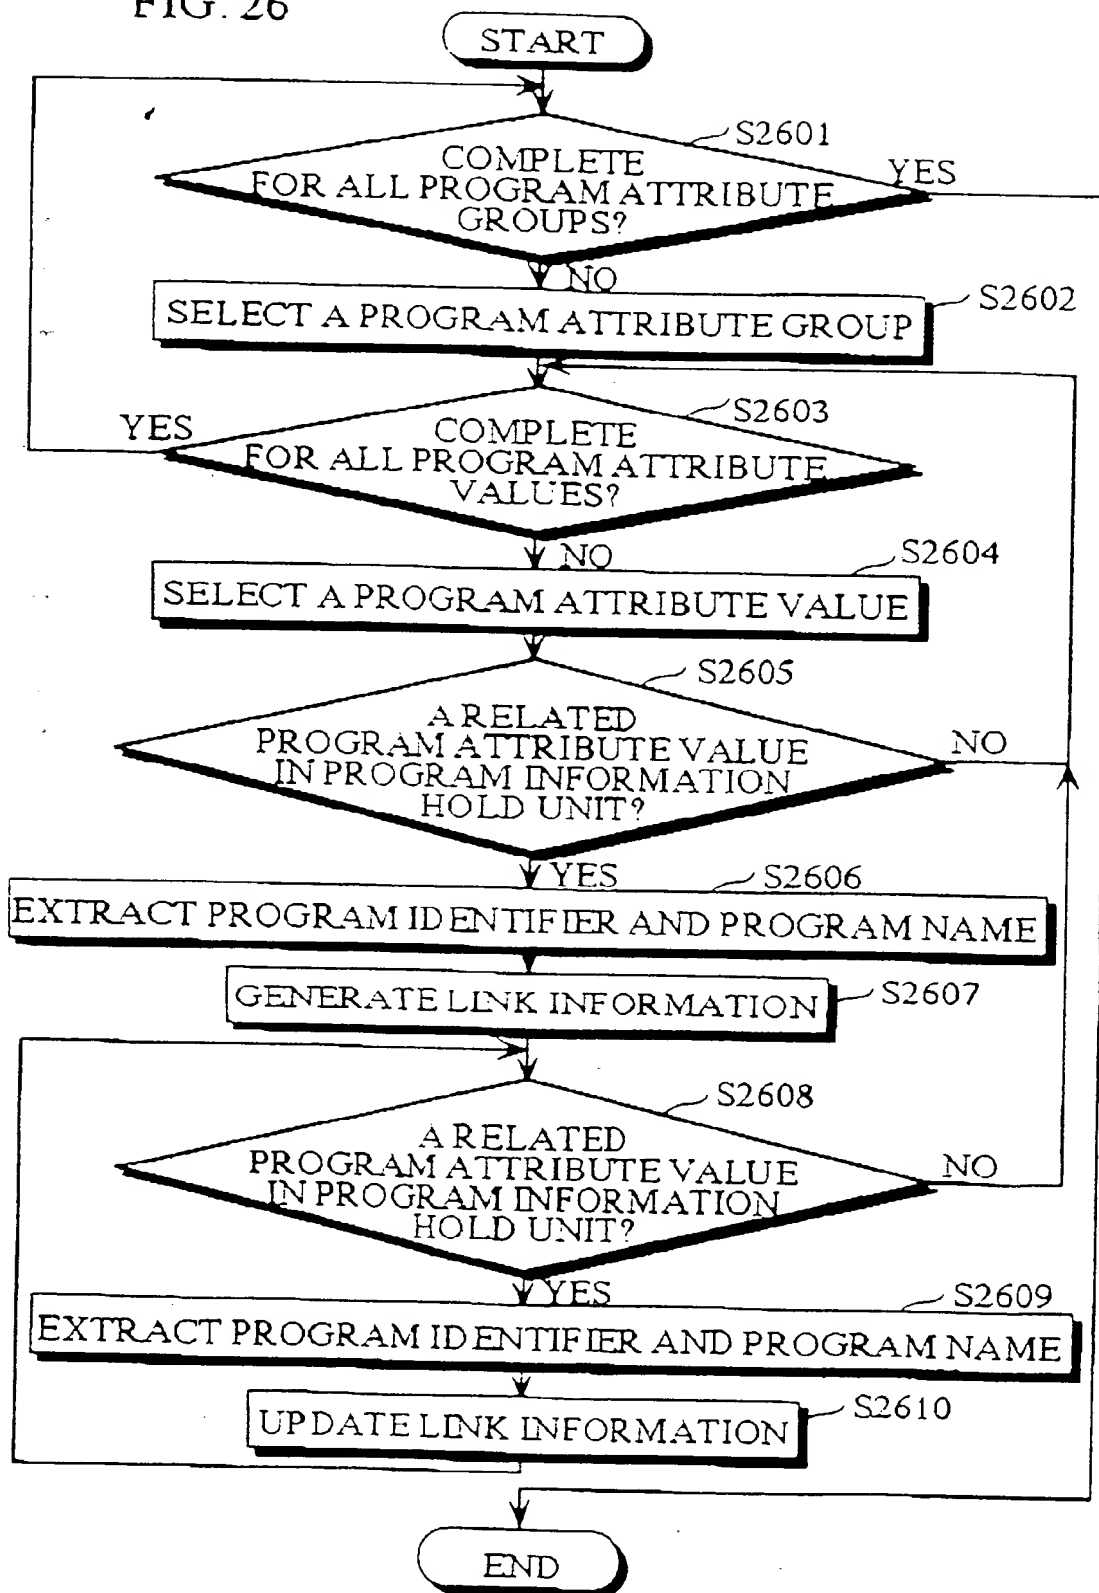 FIG. 26
START
S2601
COMPLETE
FOR ALL PROGRAM ATTRIBUTE
GROUPS?
YES
NO
S2602
SELECT A PROGRAM ATTRIBUTE GROUP
S2603
YES
COMPLETE
FOR ALL PROGRAM ATTRIBUTE
VALUES?
NO
S2604
SELECT A PROGRAM ATTRIBUTE VALUE
S2605
A RELATED
PROGRAM ATTRIBUTE VALUE
IN PROGRAM INFORMATION
HOLD UNIT?
NO
YES
S2606
EXTRACT PROGRAM IDENTIFIER AND PROGRAM NAME
GENERATE LINK INFORMATION
S2607
S2608
A RELATED
PROGRAM ATTRIBUTE VALUE
IN PROGRAM INFORMATION
HOLD UNIT?
NO
YES
S2609
EXTRACT PROGRAM IDENTIFIER AND PROGRAM NAME
UPDATE LINK INFORMATION
S2610
END